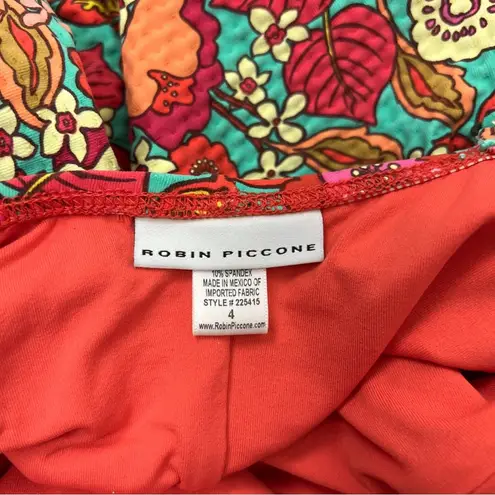 ROBIN PICCONE
10% SPANDEX
MADE IN MEXICO OF
IMPORTED FABRIC
STYLE # 225415
4
www.RobinPiccone.com